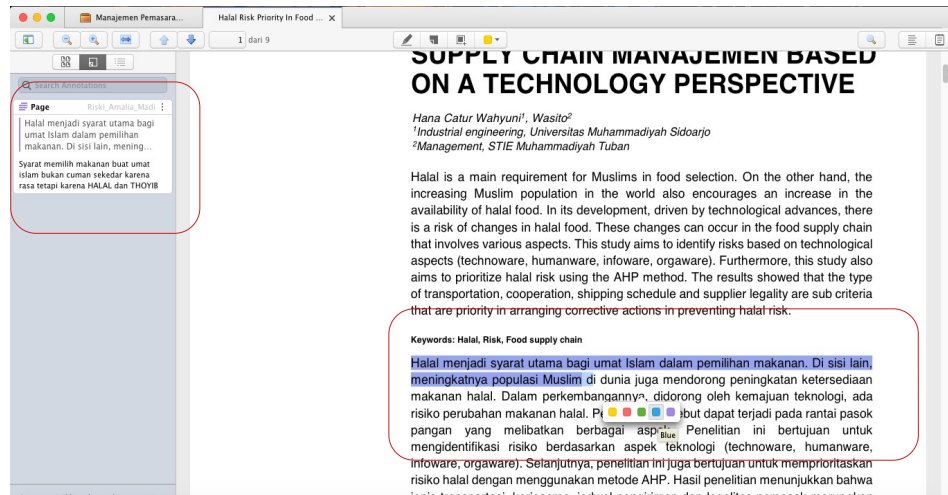 Manajemen Pemasara...
Halal Risk Priority In Food ... X
1 dari 9
Search Annotations
Page Riski_Amalia_Madi
Halal menjadi syarat utama bagi
umat Islam dalam pemilihan
makanan. Di sisi lain, mening...
Syarat memilih makanan buat umat
islam bukan cuman sekedar karena
rasa tetapi karena HALAL dan THOYIB
SUPPLY CHAIN MANAJEMEN BASED
ON A TECHNOLOGY PERSPECTIVE
Hana Catur Wahyuni¹, Wasito²
¹Industrial engineering, Universitas Muhammadiyah Sidoarjo
²Management, STIE Muhammadiyah Tuban
Halal is a main requirement for Muslims in food selection. On the other hand, the
increasing Muslim population in the world also encourages an increase in the
availability of halal food. In its development, driven by technological advances, there
is a risk of changes in halal food. These changes can occur in the food supply chain
that involves various aspects. This study aims to identify risks based on technological
aspects (technoware, humanware, infoware, orgaware). Furthermore, this study also
aims to prioritize halal risk using the AHP method. The results showed that the type
of transportation, cooperation, shipping schedule and supplier legality are sub criteria
that are priority in arranging corrective actions in preventing halal risk.
Keywords: Halal, Risk, Food supply chain
Halal menjadi syarat utama bagi umat Islam dalam pemilihan makanan. Di sisi lain,
meningkatnya populasi Muslim di dunia juga mendorong peningkatan ketersediaan
makanan halal. Dalam perkembangannya, didorong oleh kemajuan teknologi, ada
risiko perubahan makanan halal. Pe but dapat terjadi pada rantai pasok
pangan yang melibatkan berbagai aspek. Penelitian ini bertujuan untuk
Blue
mengidentifikasi risiko berdasarkan aspek teknologi (technoware, humanware,
infoware, orgaware). Selanjutnya, penelitian ini juga bertujuan untuk memprioritaskan
risiko halal dengan menggunakan metode AHP. Hasil penelitian menunjukkan bahwa